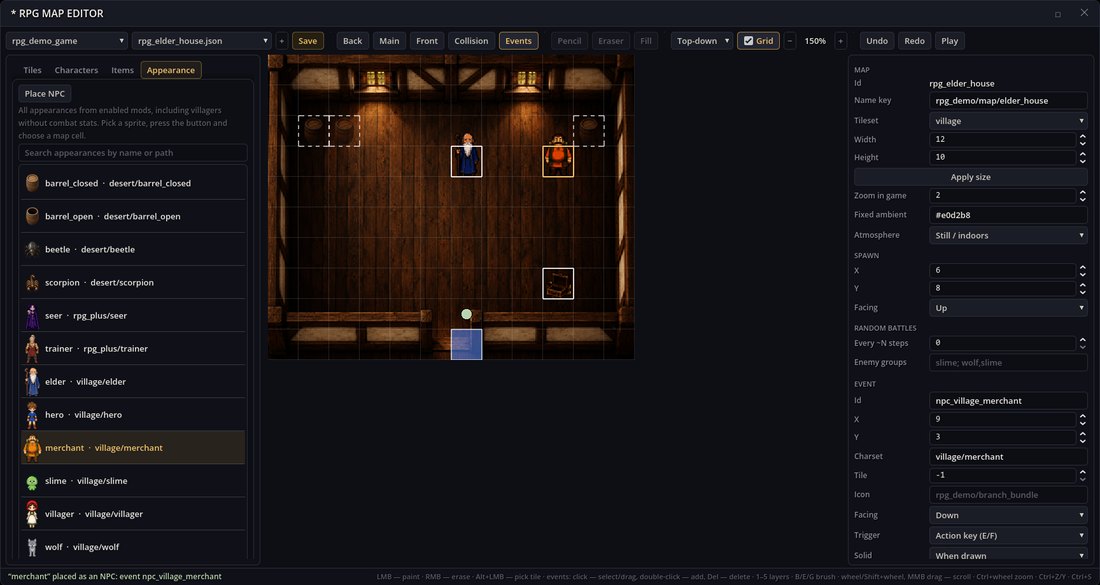 * RPG MAP EDITOR
rpg_demo_game rpg_elder_house.json + Save Back Main Front Collision Events Pencil Eraser Fill Top-down Grid − 150% + Undo Redo Play
Tiles Characters Items Appearance
Place NPC
All appearances from enabled mods, including villagers
without combat stats. Pick a sprite, press the button and
choose a map cell.
Search appearances by name or path
barrel_closed · desert/barrel_closed
barrel_open · desert/barrel_open
beetle · desert/beetle
scorpion · desert/scorpion
seer · rpg_plus/seer
trainer · rpg_plus/trainer
elder · village/elder
hero · village/hero
merchant · village/merchant
slime · village/slime
villager · village/villager
wolf · village/wolf
MAP
Id rpg_elder_house
Name key rpg_demo/map/elder_house
Tileset village
Width 12
Height 10
Apply size
Zoom in game 2
Fixed ambient #e0d2b8
Atmosphere Still / indoors
SPAWN
X 6
Y 8
Facing Up
RANDOM BATTLES
Every ~N steps 0
Enemy groups slime; wolf,slime
EVENT
Id npc_village_merchant
X 9
Y 3
Charset village/merchant
Tile -1
Icon rpg_demo/branch_bundle
Facing Down
Trigger Action key (E/F)
Solid When drawn
"merchant" placed as an NPC: event npc_village_merchant
LMB — paint · RMB — erase · Alt+LMB — pick tile · events: click — select/drag, double-click — add, Del — delete · 1–5 layers · B/E/G brush · wheel/Shift+wheel, MMB drag — scroll · Ctrl+wheel zoom · Ctrl+Z/Y · Ctrl+S